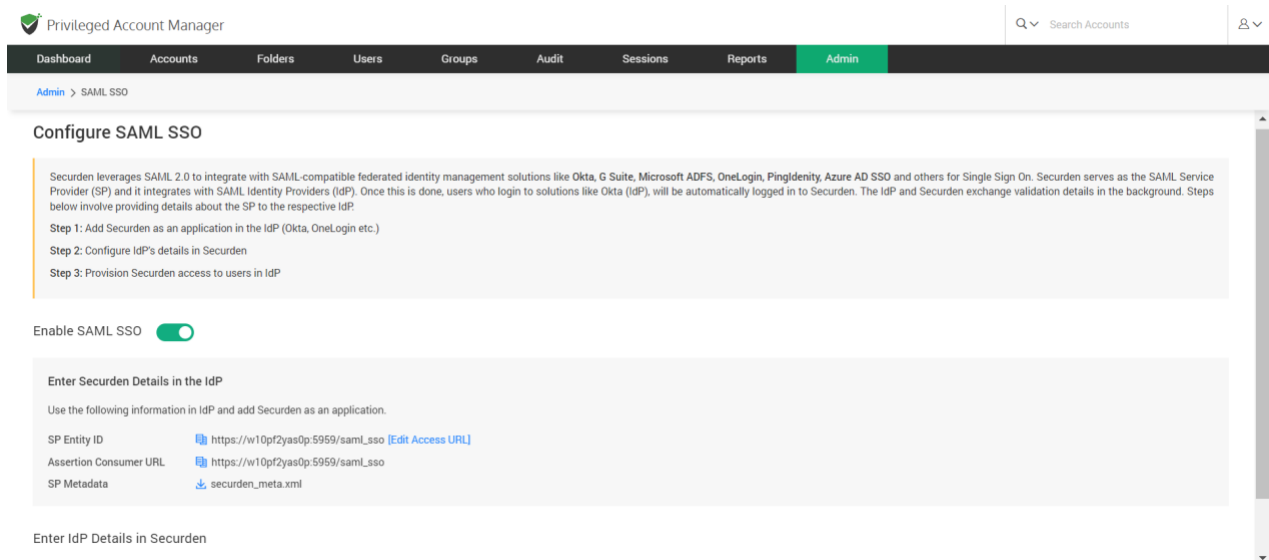 Privileged Account Manager
Search Accounts
Dashboard Accounts Folders Users Groups Audit Sessions Reports Admin
Admin > SAML SSO
Configure SAML SSO
Securden leverages SAML 2.0 to integrate with SAML-compatible federated identity management solutions like Okta, G Suite, Microsoft ADFS, OneLogin, PingIdenity, Azure AD SSO and others for Single Sign On. Securden serves as the SAML Service
Provider (SP) and it integrates with SAML Identity Providers (IdP). Once this is done, users who login to solutions like Okta (IdP), will be automatically logged in to Securden. The IdP and Securden exchange validation details in the background. Steps
below involve providing details about the SP to the respective IdP.
Step 1: Add Securden as an application in the IdP (Okta, OneLogin etc.)
Step 2: Configure IdP's details in Securden
Step 3: Provision Securden access to users in IdP
Enable SAML SSO
Enter Securden Details in the IdP
Use the following information in IdP and add Securden as an application.
SP Entity ID https://w10pf2yas0p:5959/saml_sso [Edit Access URL]
Assertion Consumer URL https://w10pf2yas0p:5959/saml_sso
SP Metadata securden_meta.xml
Enter IdP Details in Securden